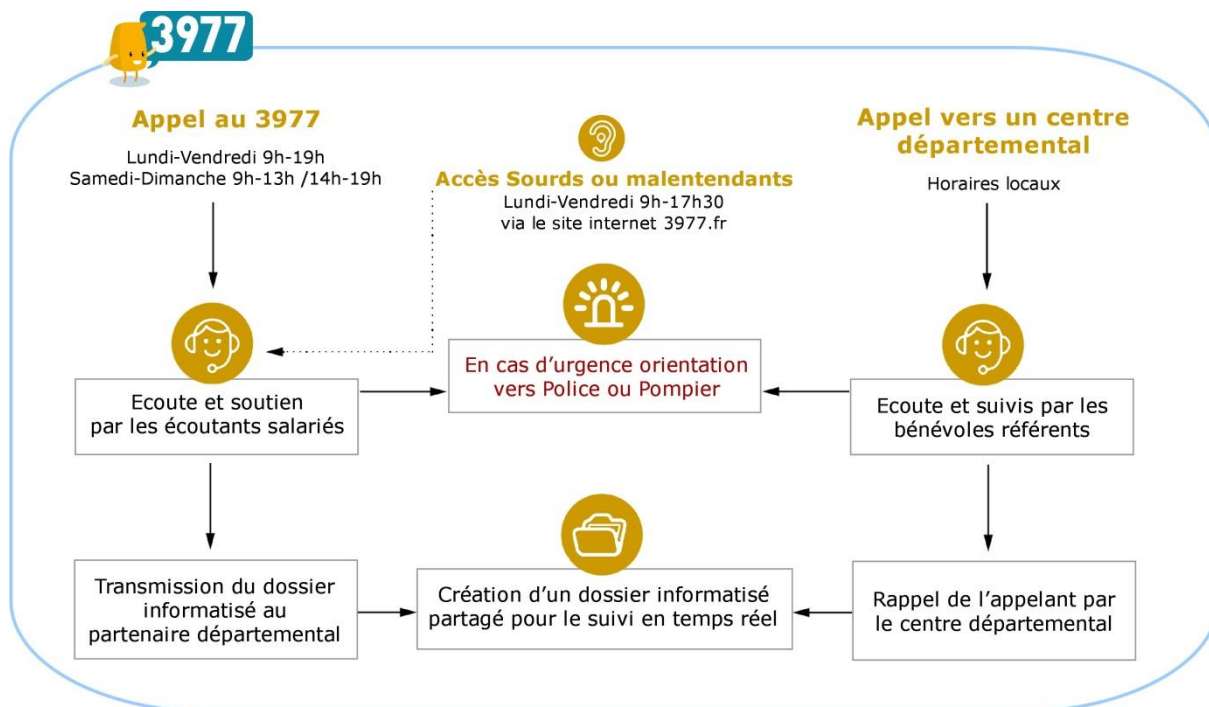 3977
Appel au 3977
Lundi-Vendredi 9h-19h
Samedi-Dimanche 9h-13h /14h-19h
Accès Sourds ou malentendants
Lundi-Vendredi 9h-17h30
via le site internet 3977.fr
Appel vers un centre
départemental
Horaires locaux
En cas d'urgence orientation
vers Police ou Pompier
Ecoute et soutien
par les écoutants salariés
Ecoute et suivis par les
bénévoles référents
Transmission du dossier
informatisé au
partenaire départemental
Création d'un dossier informatisé
partagé pour le suivi en temps réel
Rappel de l'appelant par
le centre départemental